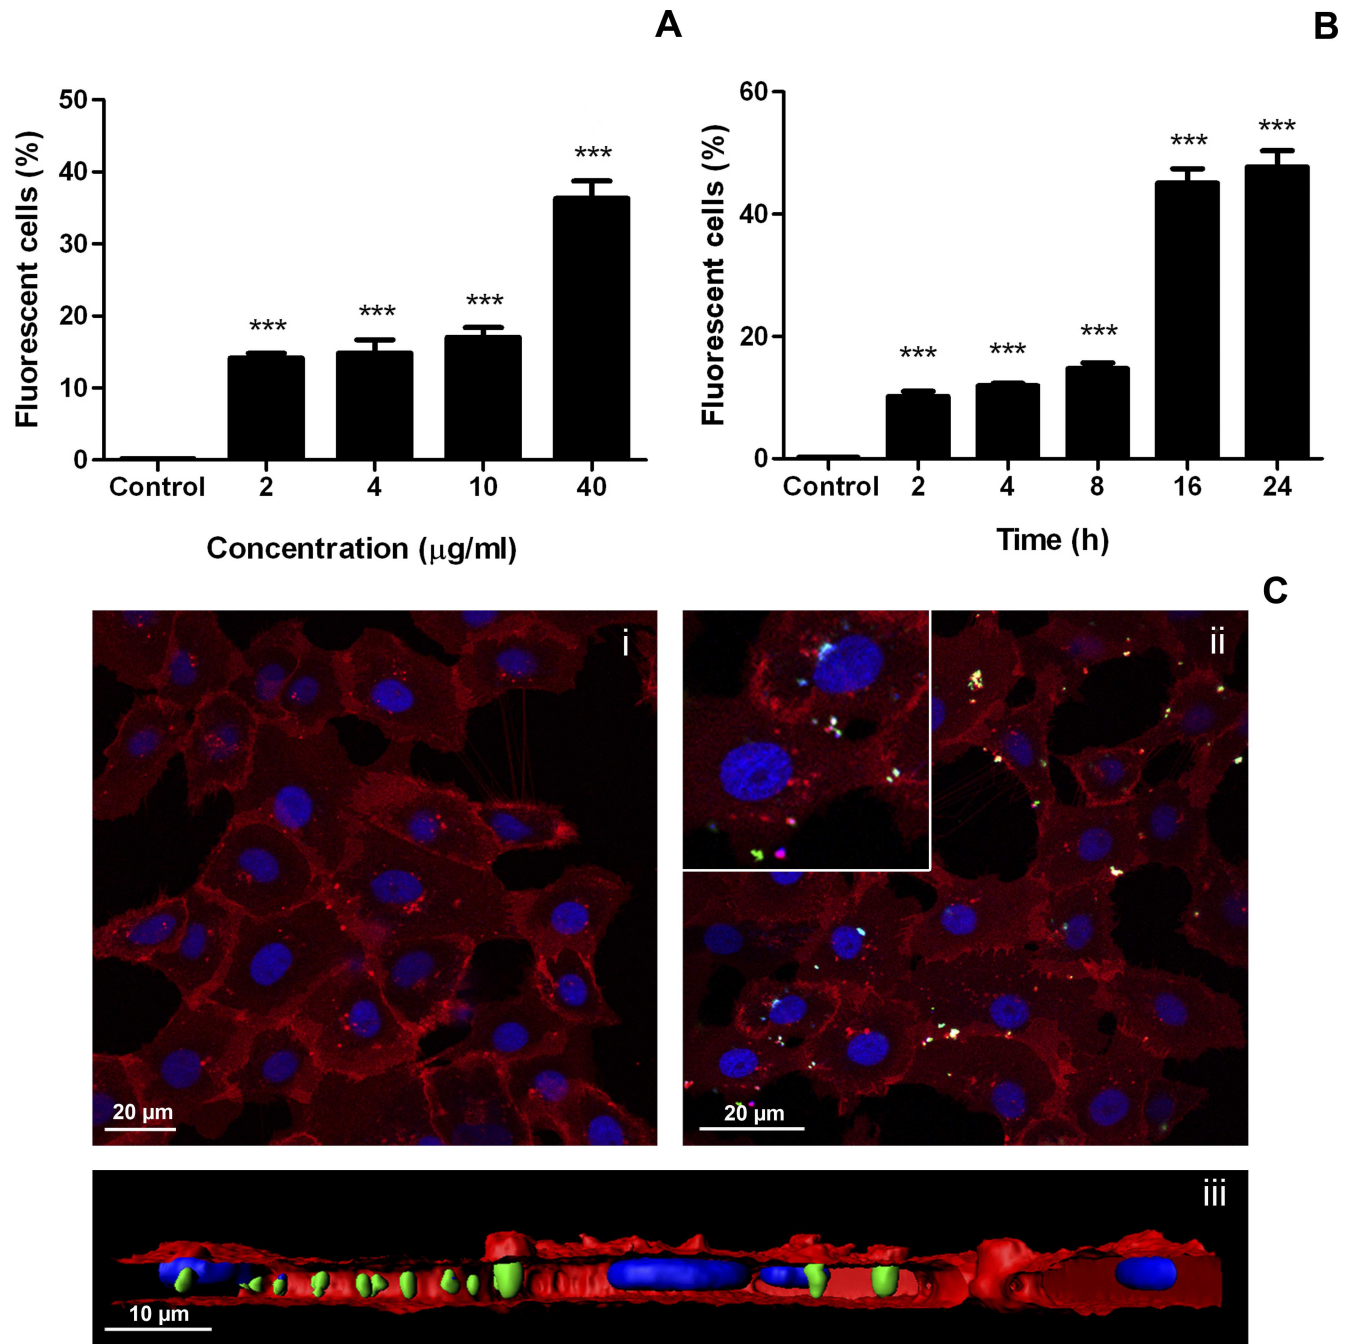 A
B
50
40
30
20
10
0
Fluorescent cells (%)
***
***
***
***
Control 2 4 10 40
Concentration (μg/ml)
60
40
20
0
Fluorescent cells (%)
***
***
***
***
***
Control 2 4 8 16 24
Time (h)
C
i
20 μm
ii
20 μm
iii
10 μm